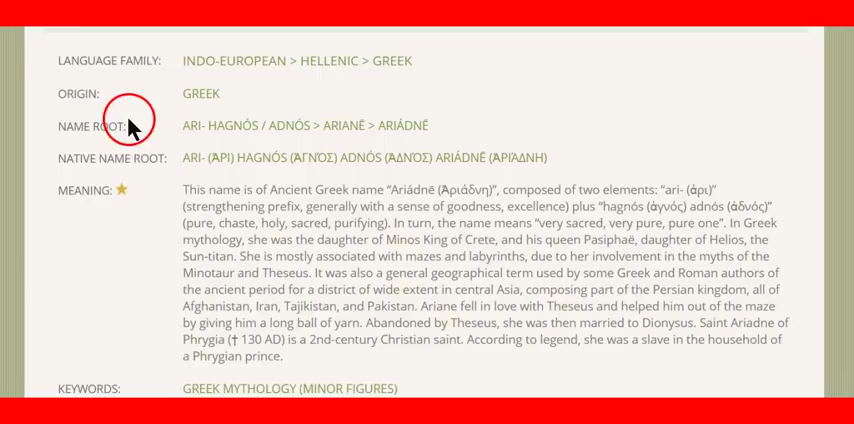 LANGUAGE FAMILY: INDO-EUROPEAN > HELLENIC > GREEK
ORIGIN: GREEK
NAME ROOT: ARI- HAGNÓS / ADNÓS > ARIANĒ > ARIÁDNĒ
NATIVE NAME ROOT: ARI- (ἈΡΙ) HAGNÓS (ἉΓΝΌΣ) ADNÓS (ἈΔΝΌΣ) ARIÁDNĒ (ἈΡΙΆΔΝΗ)
MEANING: This name is of Ancient Greek name “Ariádnē (Ἀριάδνη)”, composed of two elements: “ari- (ἀρι)”
(strengthening prefix, generally with a sense of goodness, excellence) plus “hagnós (ἁγνός) adnós (ἀδνός)”
(pure, chaste, holy, sacred, purifying). In turn, the name means “very sacred, very pure, pure one”. In Greek
mythology, she was the daughter of Minos King of Crete, and his queen Pasiphaë, daughter of Helios, the
Sun-titan. She is mostly associated with mazes and labyrinths, due to her involvement in the myths of the
Minotaur and Theseus. It was also a general geographical term used by some Greek and Roman authors of
the ancient period for a district of wide extent in central Asia, composing part of the Persian kingdom, all of
Afghanistan, Iran, Tajikistan, and Pakistan. Ariane fell in love with Theseus and helped him out of the maze
by giving him a long ball of yarn. Abandoned by Theseus, she was then married to Dionysus. Saint Ariadne of
Phrygia († 130 AD) is a 2nd-century Christian saint. According to legend, she was a slave in the household of
a Phrygian prince.
KEYWORDS: GREEK MYTHOLOGY (MINOR FIGURES)